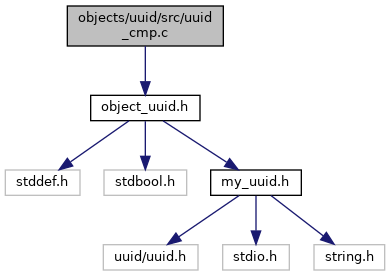 objects/uuid/src/uuid
_cmp.c
object_uuid.h
stddef.h
stdbool.h
my_uuid.h
uuid/uuid.h
stdio.h
string.h